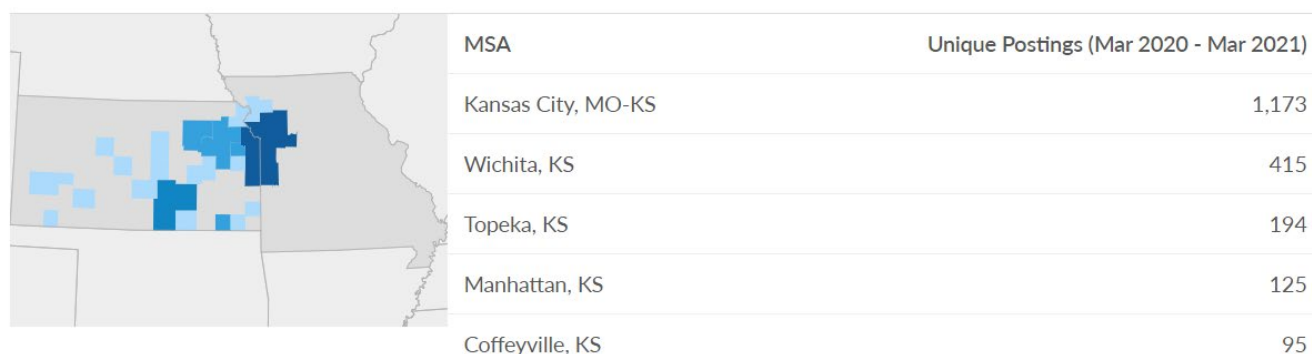 MSA Unique Postings (Mar 2020 - Mar 2021)
Kansas City, MO-KS 1,173
Wichita, KS 415
Topeka, KS 194
Manhattan, KS 125
Coffeyville, KS 95